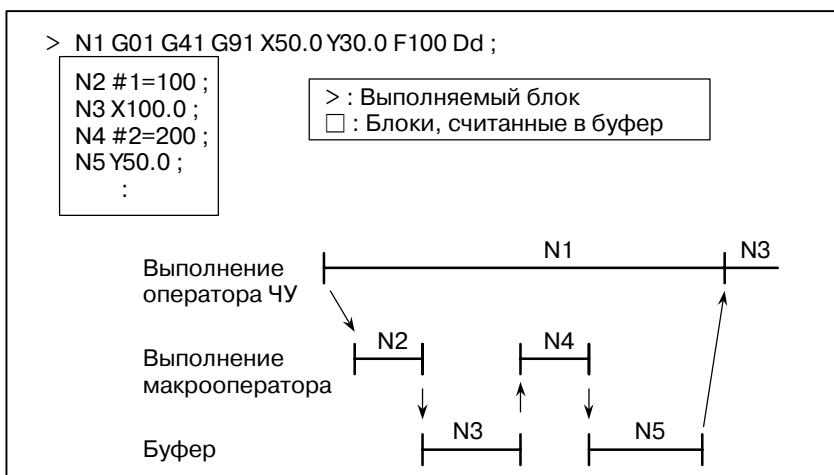 > N1 G01 G41 G91 X50.0 Y30.0 F100 Dd ;
N2 #1=100 ;
N3 X100.0 ;
N4 #2=200 ;
N5 Y50.0 ;
:
> : Выполняемый блок
□ : Блоки, считанные в буфер
N1 N3
Выполнение
оператора ЧУ
N2 N4
Выполнение
макрооператора
N3 N5
Буфер